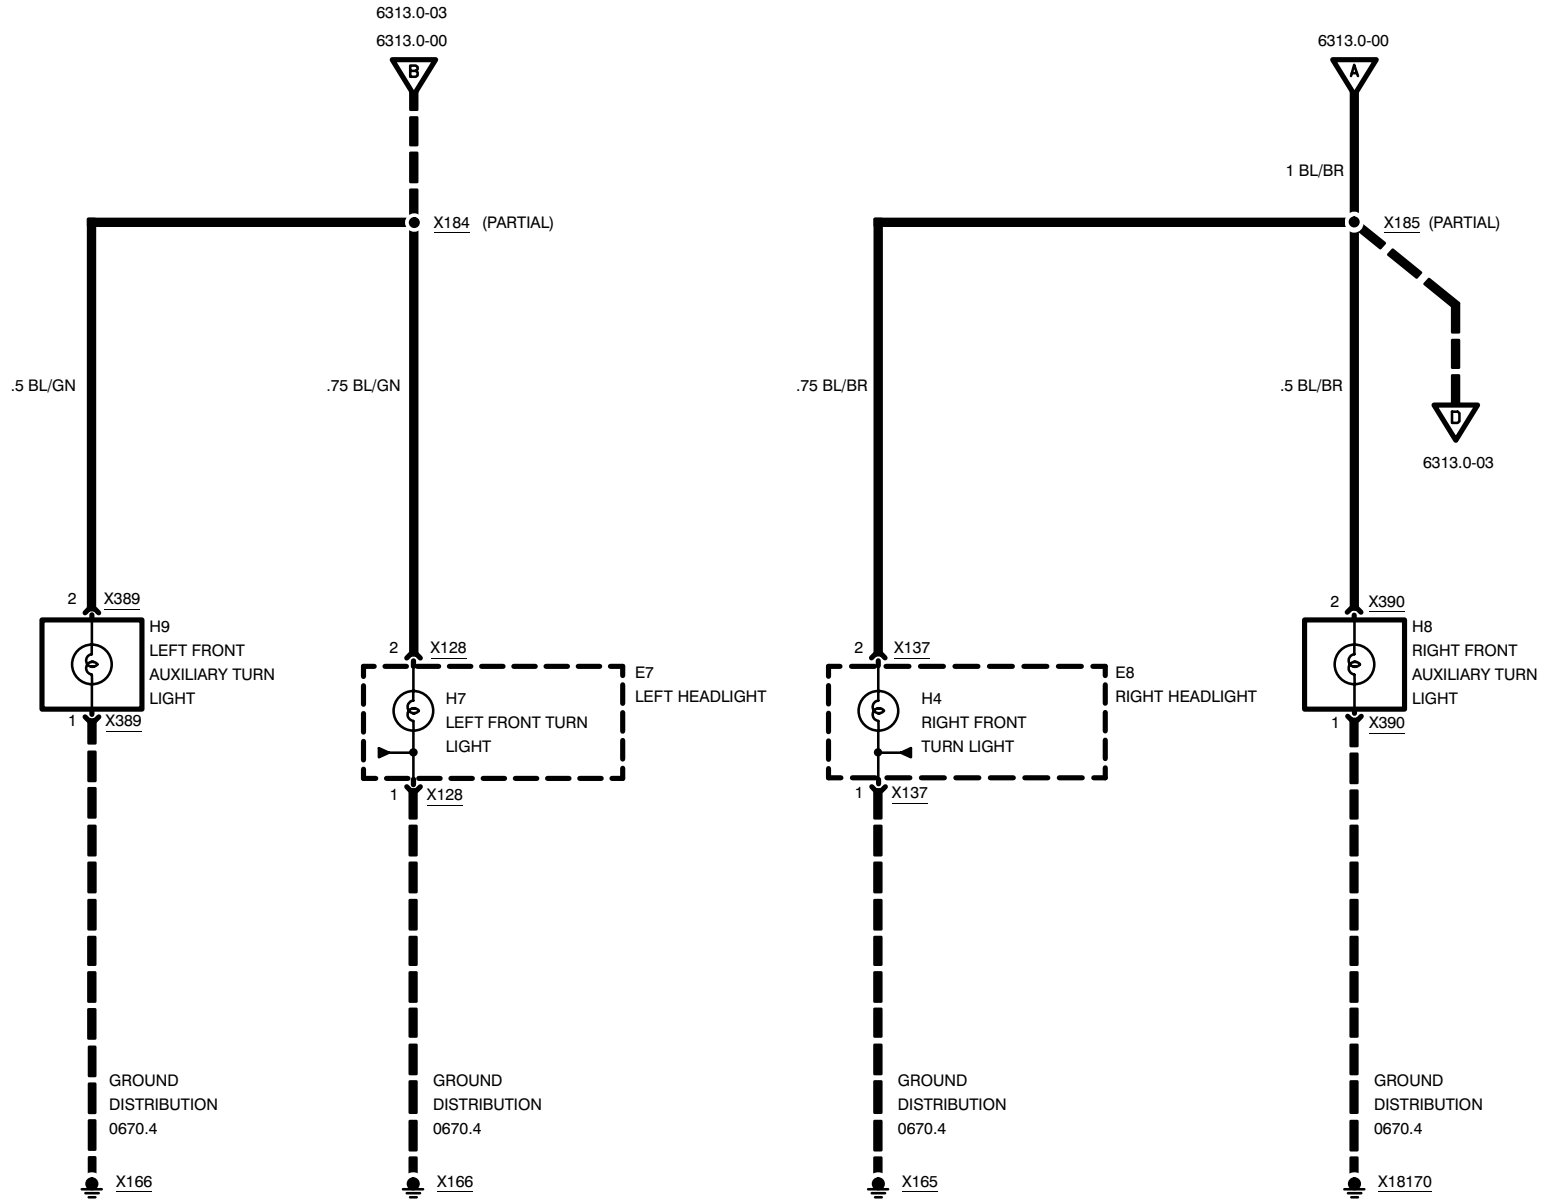 6313.0-03
6313.0-00
B
6313.0-00
A
1 BL/BR
X184 (PARTIAL)
X185 (PARTIAL)
.5 BL/GN
.75 BL/GN
.75 BL/BR
.5 BL/BR
D
6313.0-03
2 X389
H9
LEFT FRONT
AUXILIARY TURN
LIGHT
1 X389
2 X128
E7
LEFT HEADLIGHT
H7
LEFT FRONT TURN
LIGHT
1 X128
2 X137
E8
RIGHT HEADLIGHT
H4
RIGHT FRONT
TURN LIGHT
1 X137
2 X390
H8
RIGHT FRONT
AUXILIARY TURN
LIGHT
1 X390
GROUND
DISTRIBUTION
0670.4
X166
GROUND
DISTRIBUTION
0670.4
X166
GROUND
DISTRIBUTION
0670.4
X165
GROUND
DISTRIBUTION
0670.4
X18170